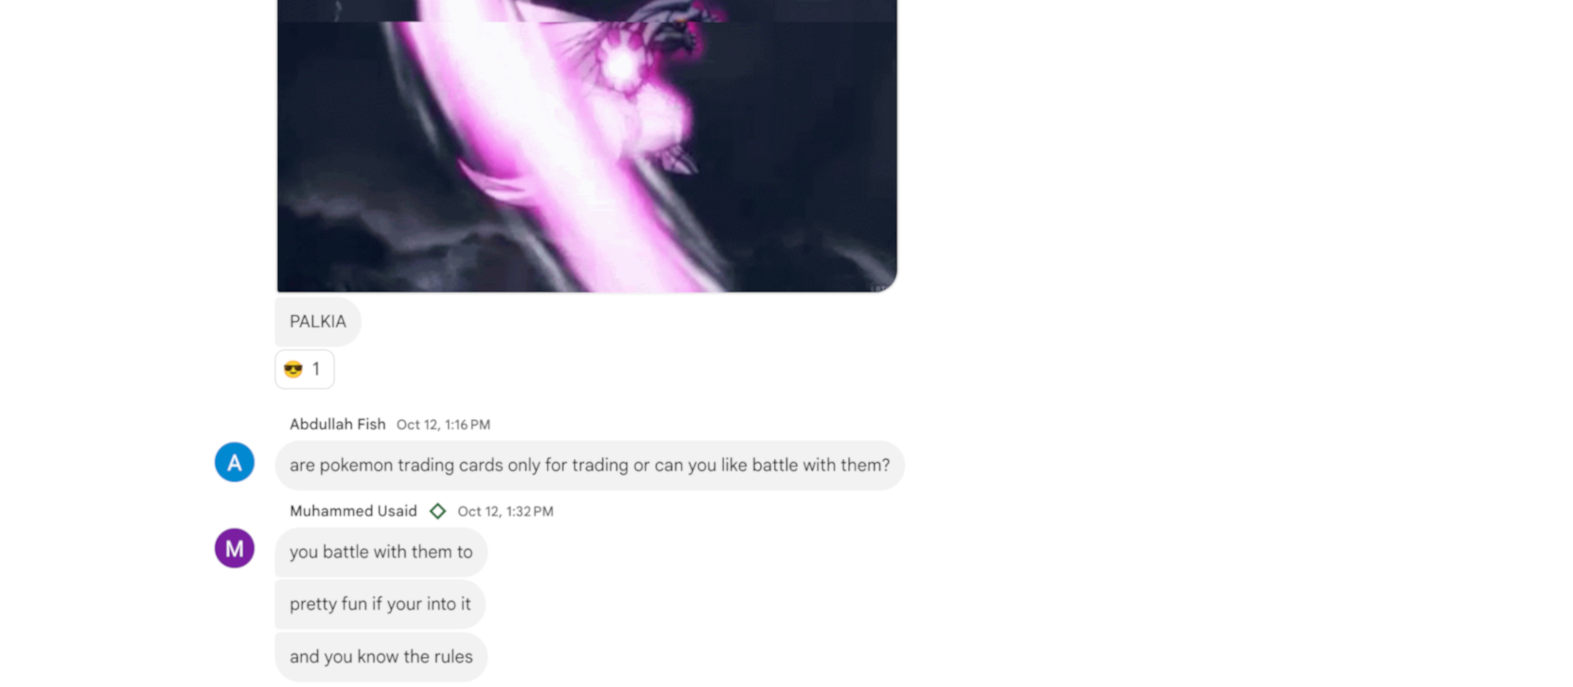 PALKIA
😎 1
Abdullah Fish Oct 12, 1:16 PM
A
are pokemon trading cards only for trading or can you like battle with them?
Muhammed Usaid Oct 12, 1:32 PM
M
you battle with them to
pretty fun if your into it
and you know the rules